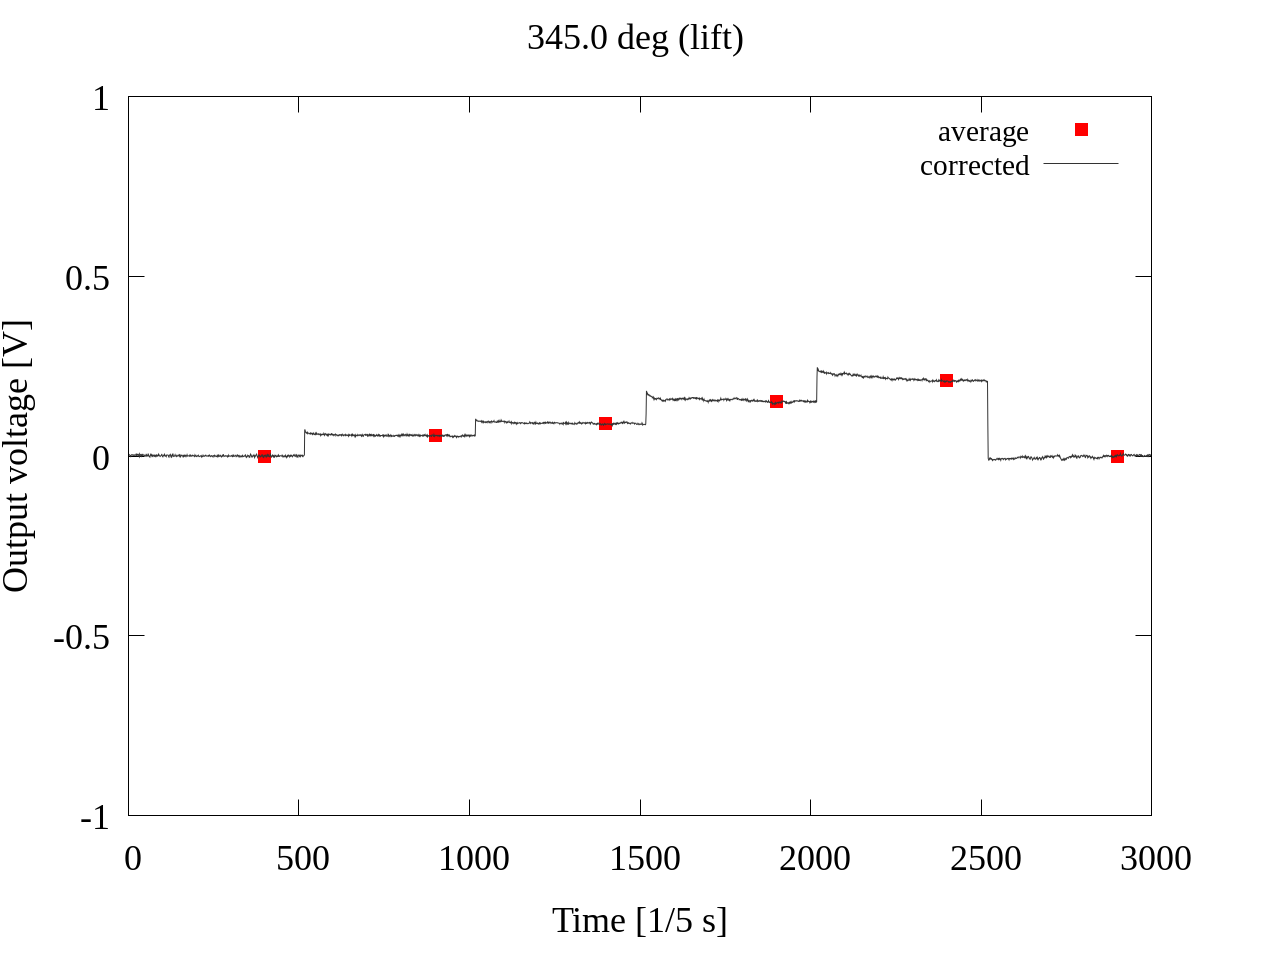 345.0 deg (lift)
average
corrected
1
0.5
0
-0.5
-1
Output voltage [V]
0 500 1000 1500 2000 2500 3000
Time [1/5 s]